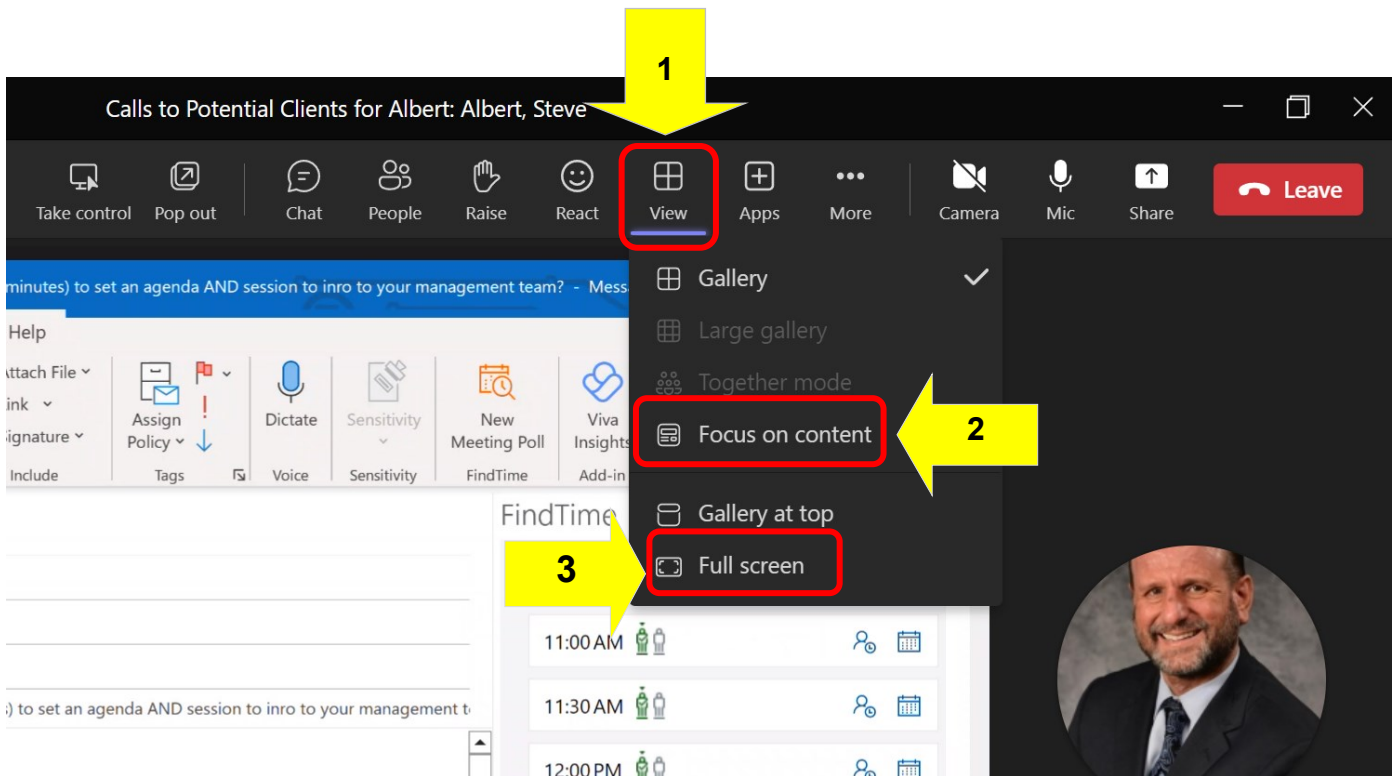 1
Calls to Potential Clients for Albert: Albert, Steve
Take control
Pop out
Chat
People
Raise
React
View
Apps
More
Camera
Mic
Share
Leave
minutes) to set an agenda AND session to inro to your management team? - Mess
Gallery
Large gallery
Together mode
Focus on content
2
Gallery at top
3
Full screen
Help
Attach File
ink
ignature
Include
Assign
Policy
Tags
Dictate
Voice
Sensitivity
Sensitivity
New
Meeting Poll
FindTime
Viva
Insights
Add-in
FindTime
11:00 AM
11:30 AM
12:00 PM
) to set an agenda AND session to inro to your management t